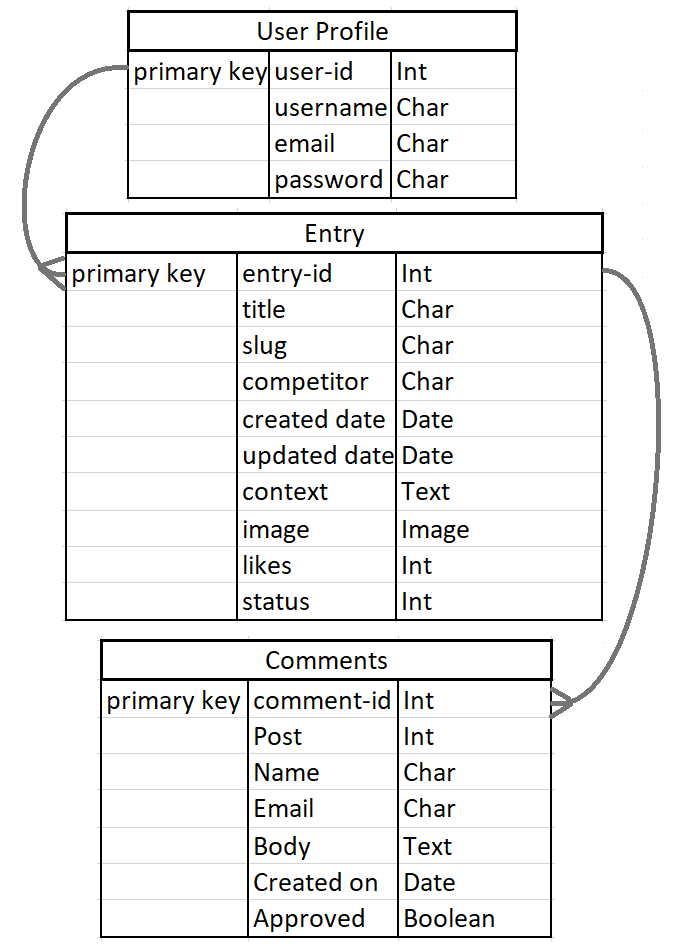 User Profile
primary key user-id Int
username Char
email Char
password Char
Entry
primary key entry-id Int
title Char
slug Char
competitor Char
created date Date
updated date Date
context Text
image Image
likes Int
status Int
Comments
primary key comment-id Int
Post Int
Name Char
Email Char
Body Text
Created on Date
Approved Boolean